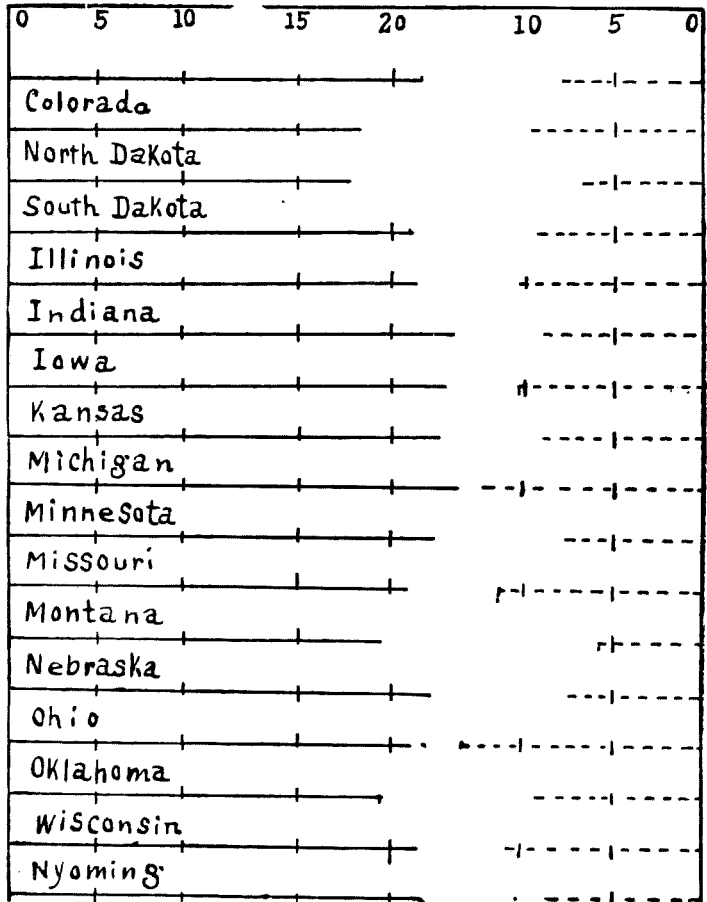 0 5 10 15 20 10 5 0
Colorado
North Dakota
South Dakota
Illinois
Indiana
Iowa
Kansas
Michigan
Minnesota
Missouri
Montana
Nebraska
Ohio
Oklahoma
Wisconsin
Nyoming